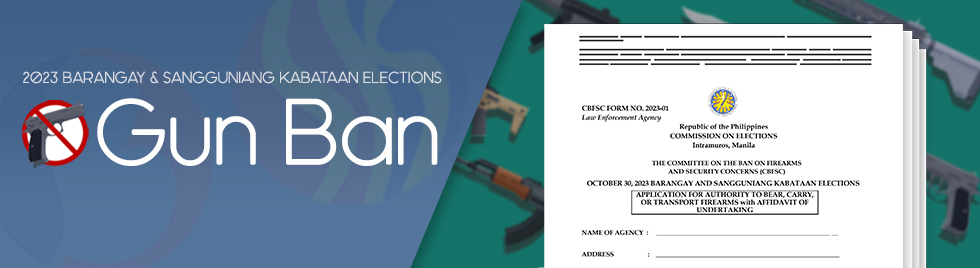 2023 BARANGAY & SANGGUNIANG KABATAAN ELECTIONS
Gun Ban
CBFSC FORM NO. 2023-01
Law Enforcement Agency
Republic of the Philippines
COMMISSION ON ELECTIONS
Intramuros, Manila
THE COMMITTEE ON THE BAN ON FIREARMS
AND SECURITY CONCERNS (CBFSC)
OCTOBER 30, 2023 BARANGAY AND SANGGUNIANG KABATAAN ELECTIONS
APPLICATION FOR AUTHORITY TO BEAR, CARRY,
OR TRANSPORT FIREARMS with AFFIDAVIT OF
UNDERTAKING
NAME OF AGENCY :
ADDRESS :